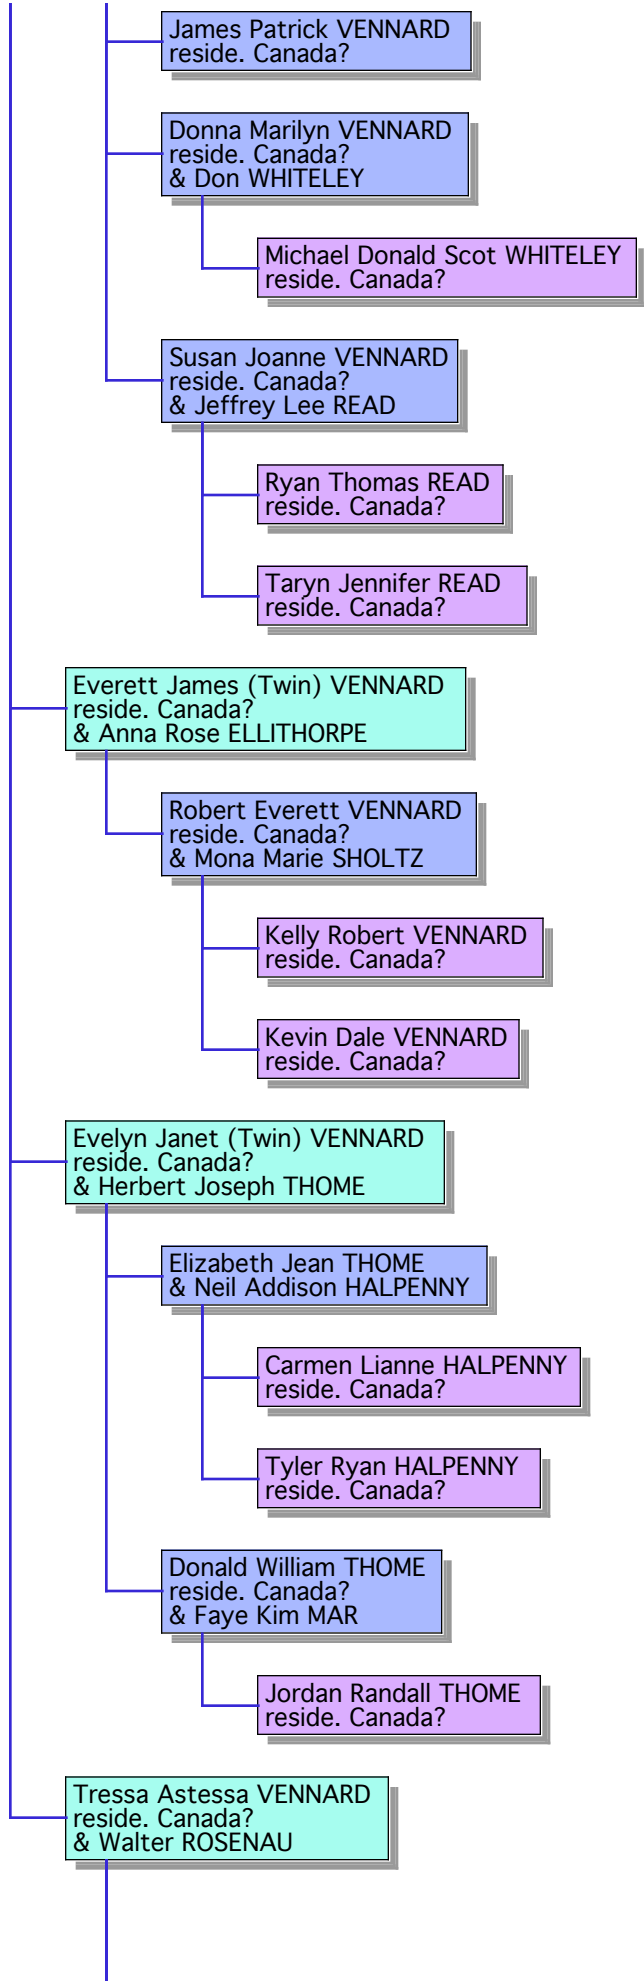 James Patrick VENNARD
reside. Canada?
Donna Marilyn VENNARD
reside. Canada?
& Don WHITELEY
Michael Donald Scot WHITELEY
reside. Canada?
Susan Joanne VENNARD
reside. Canada?
& Jeffrey Lee READ
Ryan Thomas READ
reside. Canada?
Taryn Jennifer READ
reside. Canada?
Everett James (Twin) VENNARD
reside. Canada?
& Anna Rose ELLITHORPE
Robert Everett VENNARD
reside. Canada?
& Mona Marie SHOLTZ
Kelly Robert VENNARD
reside. Canada?
Kevin Dale VENNARD
reside. Canada?
Evelyn Janet (Twin) VENNARD
reside. Canada?
& Herbert Joseph THOME
Elizabeth Jean THOME
& Neil Addison HALPENNY
Carmen Lianne HALPENNY
reside. Canada?
Tyler Ryan HALPENNY
reside. Canada?
Donald William THOME
reside. Canada?
& Faye Kim MAR
Jordan Randall THOME
reside. Canada?
Tressa Astessa VENNARD
reside. Canada?
& Walter ROSENAU